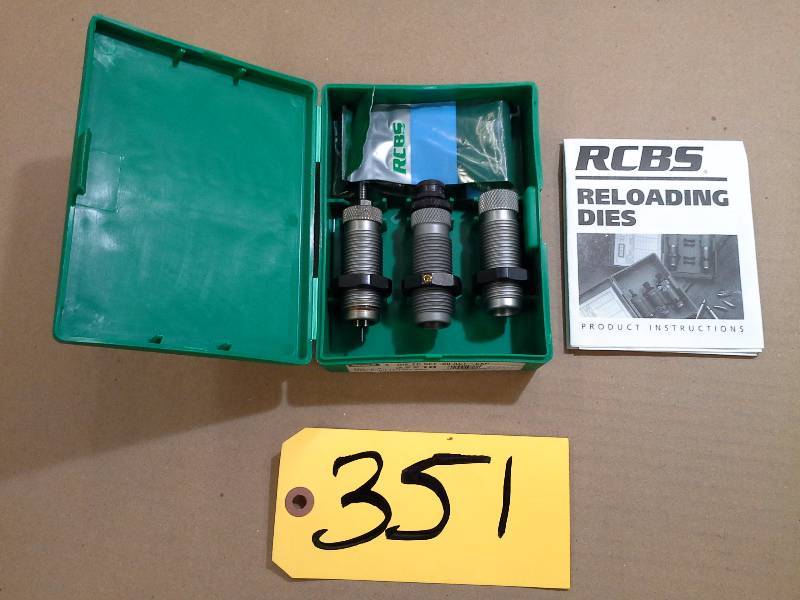 RCBS
RCBS
RELOADING
DIES
PRODUCT INSTRUCTIONS
351